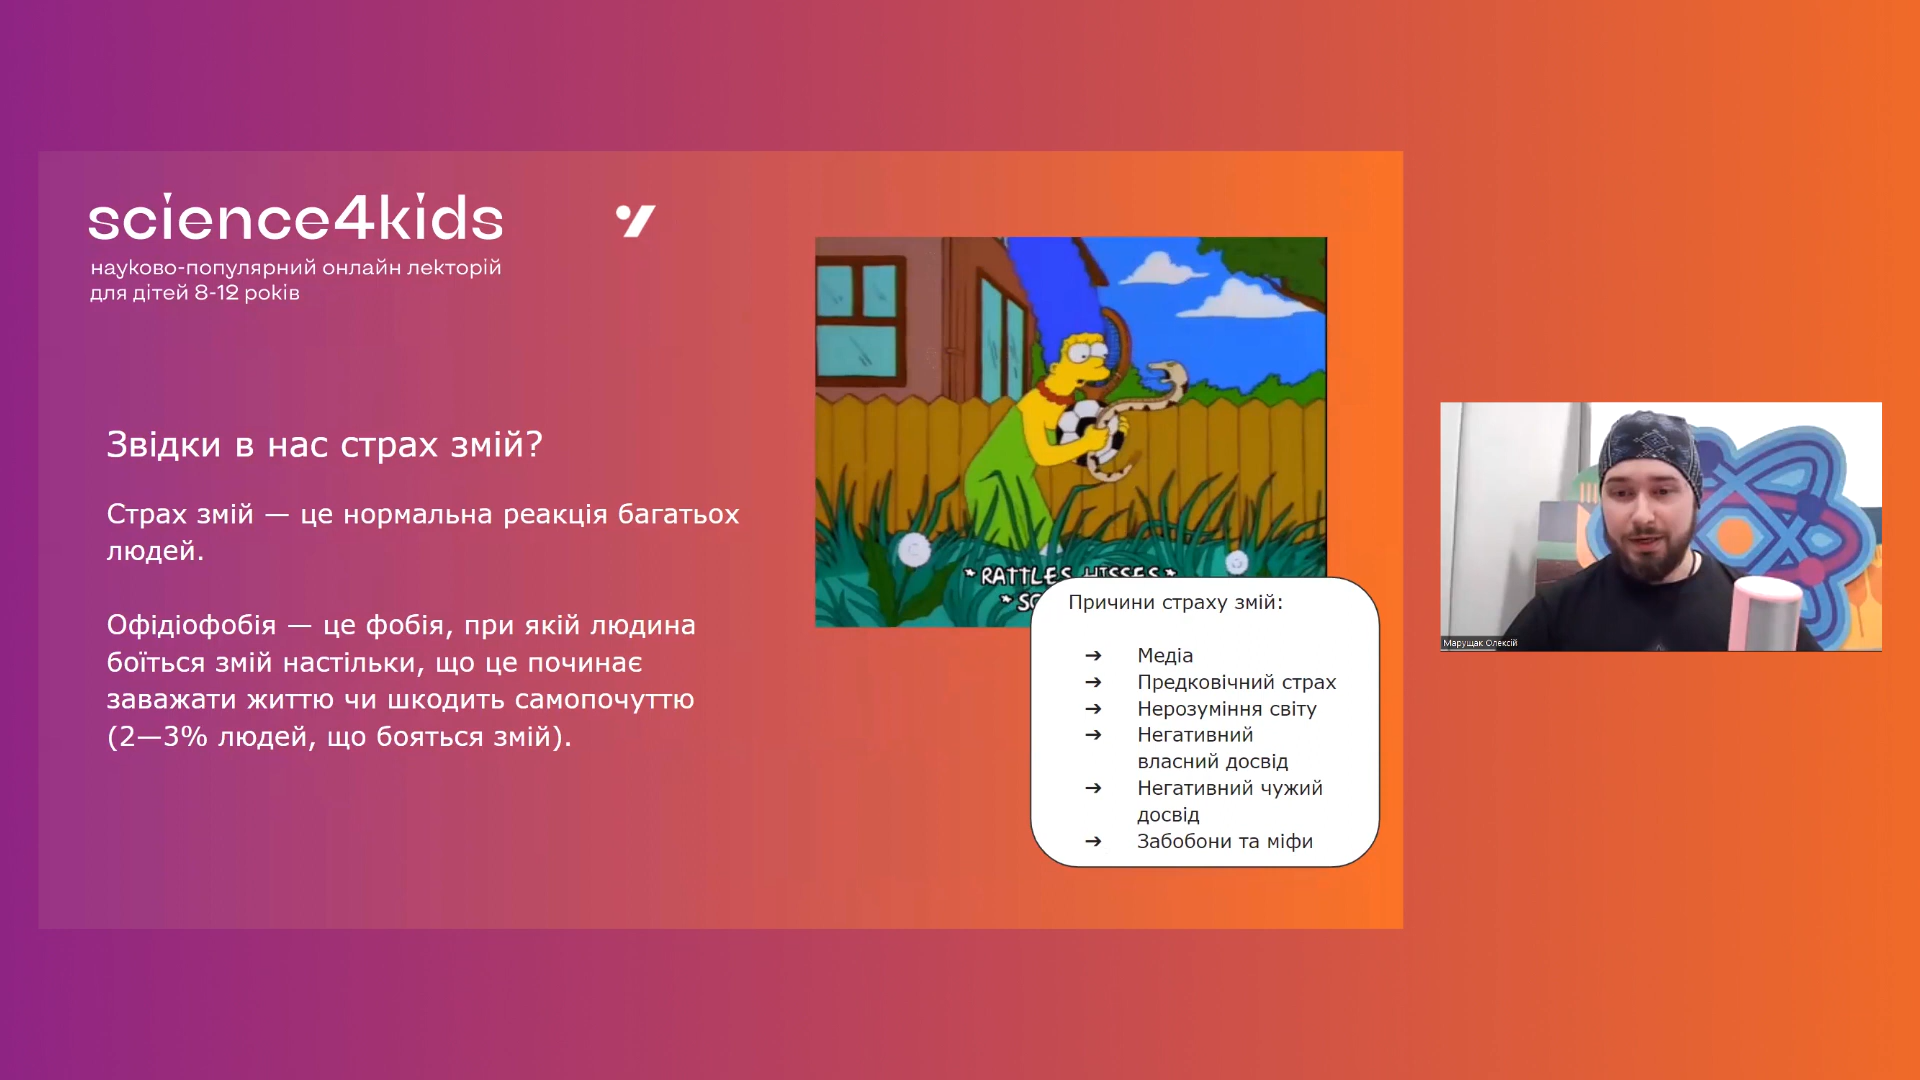 science4kids
науково-популярний онлайн лекторій
для дітей 8-12 років
Звідки в нас страх змій?
Страх змій — це нормальна реакція багатьох
людей.
Офідіофобія — це фобія, при якій людина
боїться змій настільки, що це починає
заважати життю чи шкодить самопочуттю
(2—3% людей, що бояться змій).
*RATTLES, HISSES*
Причини страху змій:
➔ Медіа
➔ Предковічний страх
➔ Нерозуміння світу
➔ Негативний
власний досвід
➔ Негативний чужий
досвід
➔ Забобони та міфи
Марущак Олексій